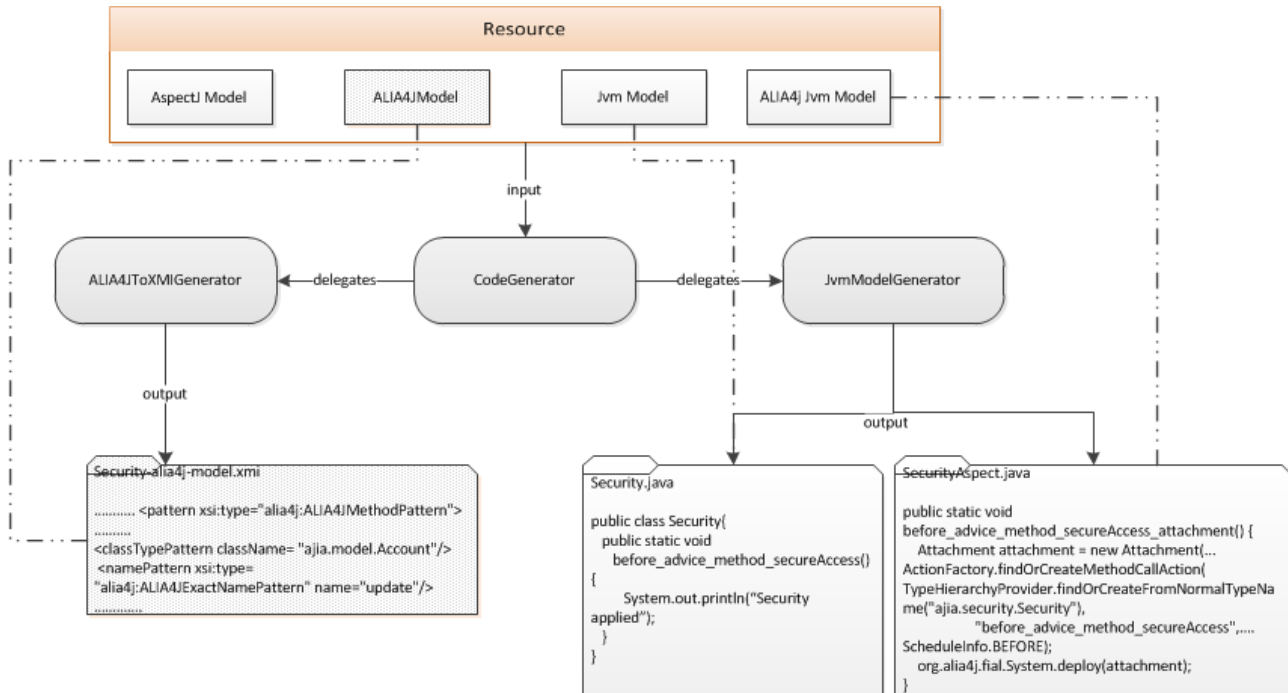 Resource
AspectJ Model
ALIA4JModel
Jvm Model
ALIA4j Jvm Model
input
ALIA4JToXMIGenerator
delegates
CodeGenerator
delegates
JvmModelGenerator
output
output
Security-alia4j-model.xmi
........... <pattern xsi:type="alia4j:ALIA4JMethodPattern">
...........
<classTypePattern className= "ajia.model.Account"/>
<namePattern xsi:type=
"alia4j:ALIA4JExactNamePattern" name="update"/>
.............
Security.java
public class Security{
public static void
before_advice_method_secureAccess()
{
System.out.println("Security
applied");
}
}
SecurityAspect.java
public static void
before_advice_method_secureAccess_attachment() {
Attachment attachment = new Attachment(...
ActionFactory.findOrCreateMethodCallAction(
TypeHierarchyProvider.findOrCreateFromNormalTypeNa
me("ajia.security.Security"),
"before_advice_method_secureAccess",....
ScheduleInfo.BEFORE);
org.alia4j.fial.System.deploy(attachment);
}